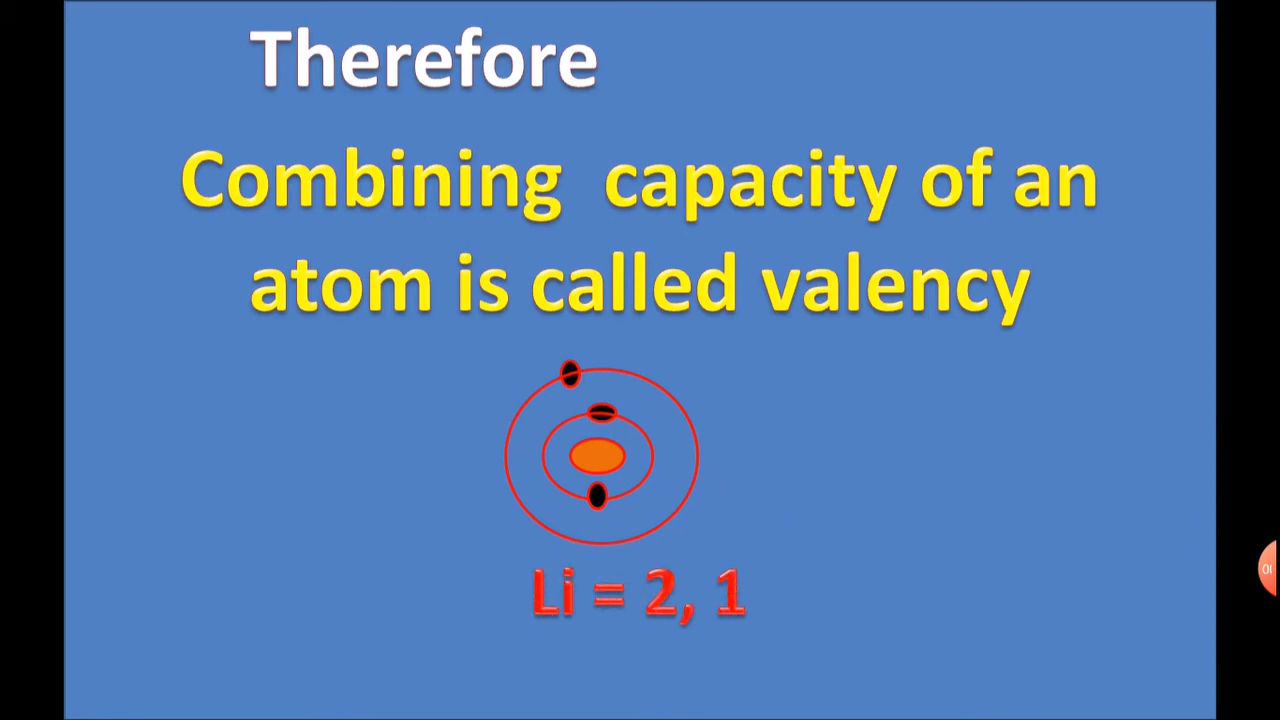 Therefore
Combining capacity of an
atom is called valency
Li = 2, 1